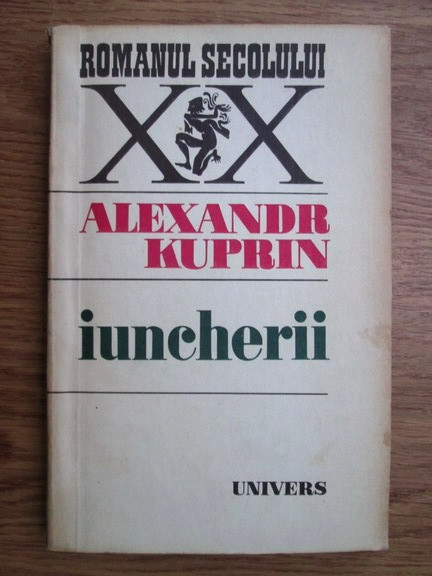 ROMANUL SECOLULUI
XX
ALEXANDR
KUPRIN
iuncherii
UNIVERS